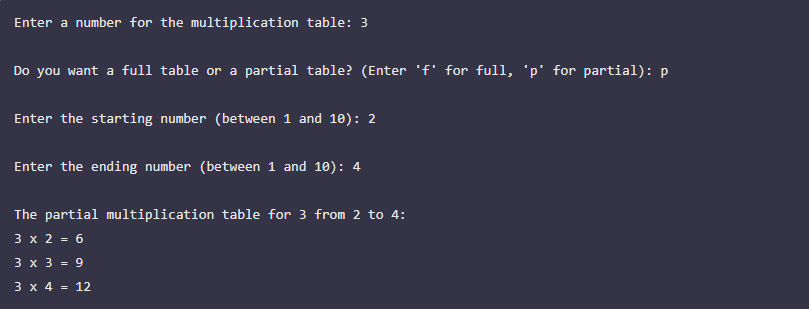 Enter a number for the multiplication table: 3
Do you want a full table or a partial table? (Enter 'f' for full, 'p' for partial): p
Enter the starting number (between 1 and 10): 2
Enter the ending number (between 1 and 10): 4
The partial multiplication table for 3 from 2 to 4:
3 x 2 = 6
3 x 3 = 9
3 x 4 = 12